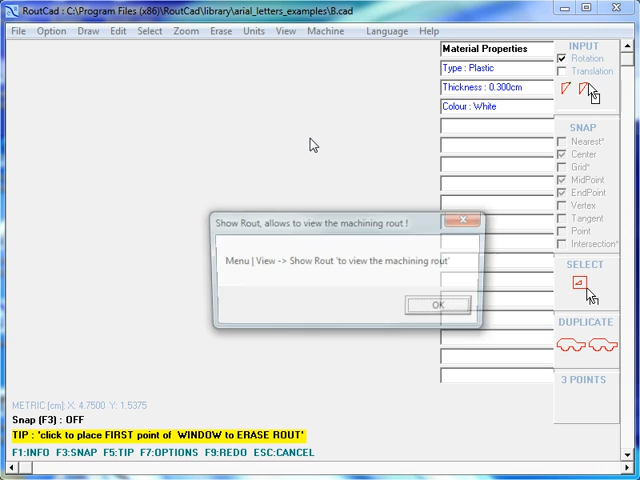 RoutCad : C:\Program Files (x86)\RoutCad\library\arial_letters_examples\B.cad
File Option Draw Select Zoom Erase Units View Machine Language Help
Material Properties
Type : Plastic
Thickness : 0.300cm
Colour : White
INPUT
Rotation
Translation
SNAP
Nearest*
Center
Grid*
MidPoint
EndPoint
Vertex
Tangent
Point
Intersection*
SELECT
DUPLICATE
3 POINTS
Show Rout, allows to view the machining rout !
Menu | View -> Show Rout 'to view the machining rout'
OK
METRIC [cm]: X: 4.7500 Y: 1.5375
Snap (F3) : OFF
TIP : 'click to place FIRST point of WINDOW to ERASE ROUT'
F1:INFO F3:SNAP F5:TIP F7:OPTIONS F9:REDO ESC:CANCEL